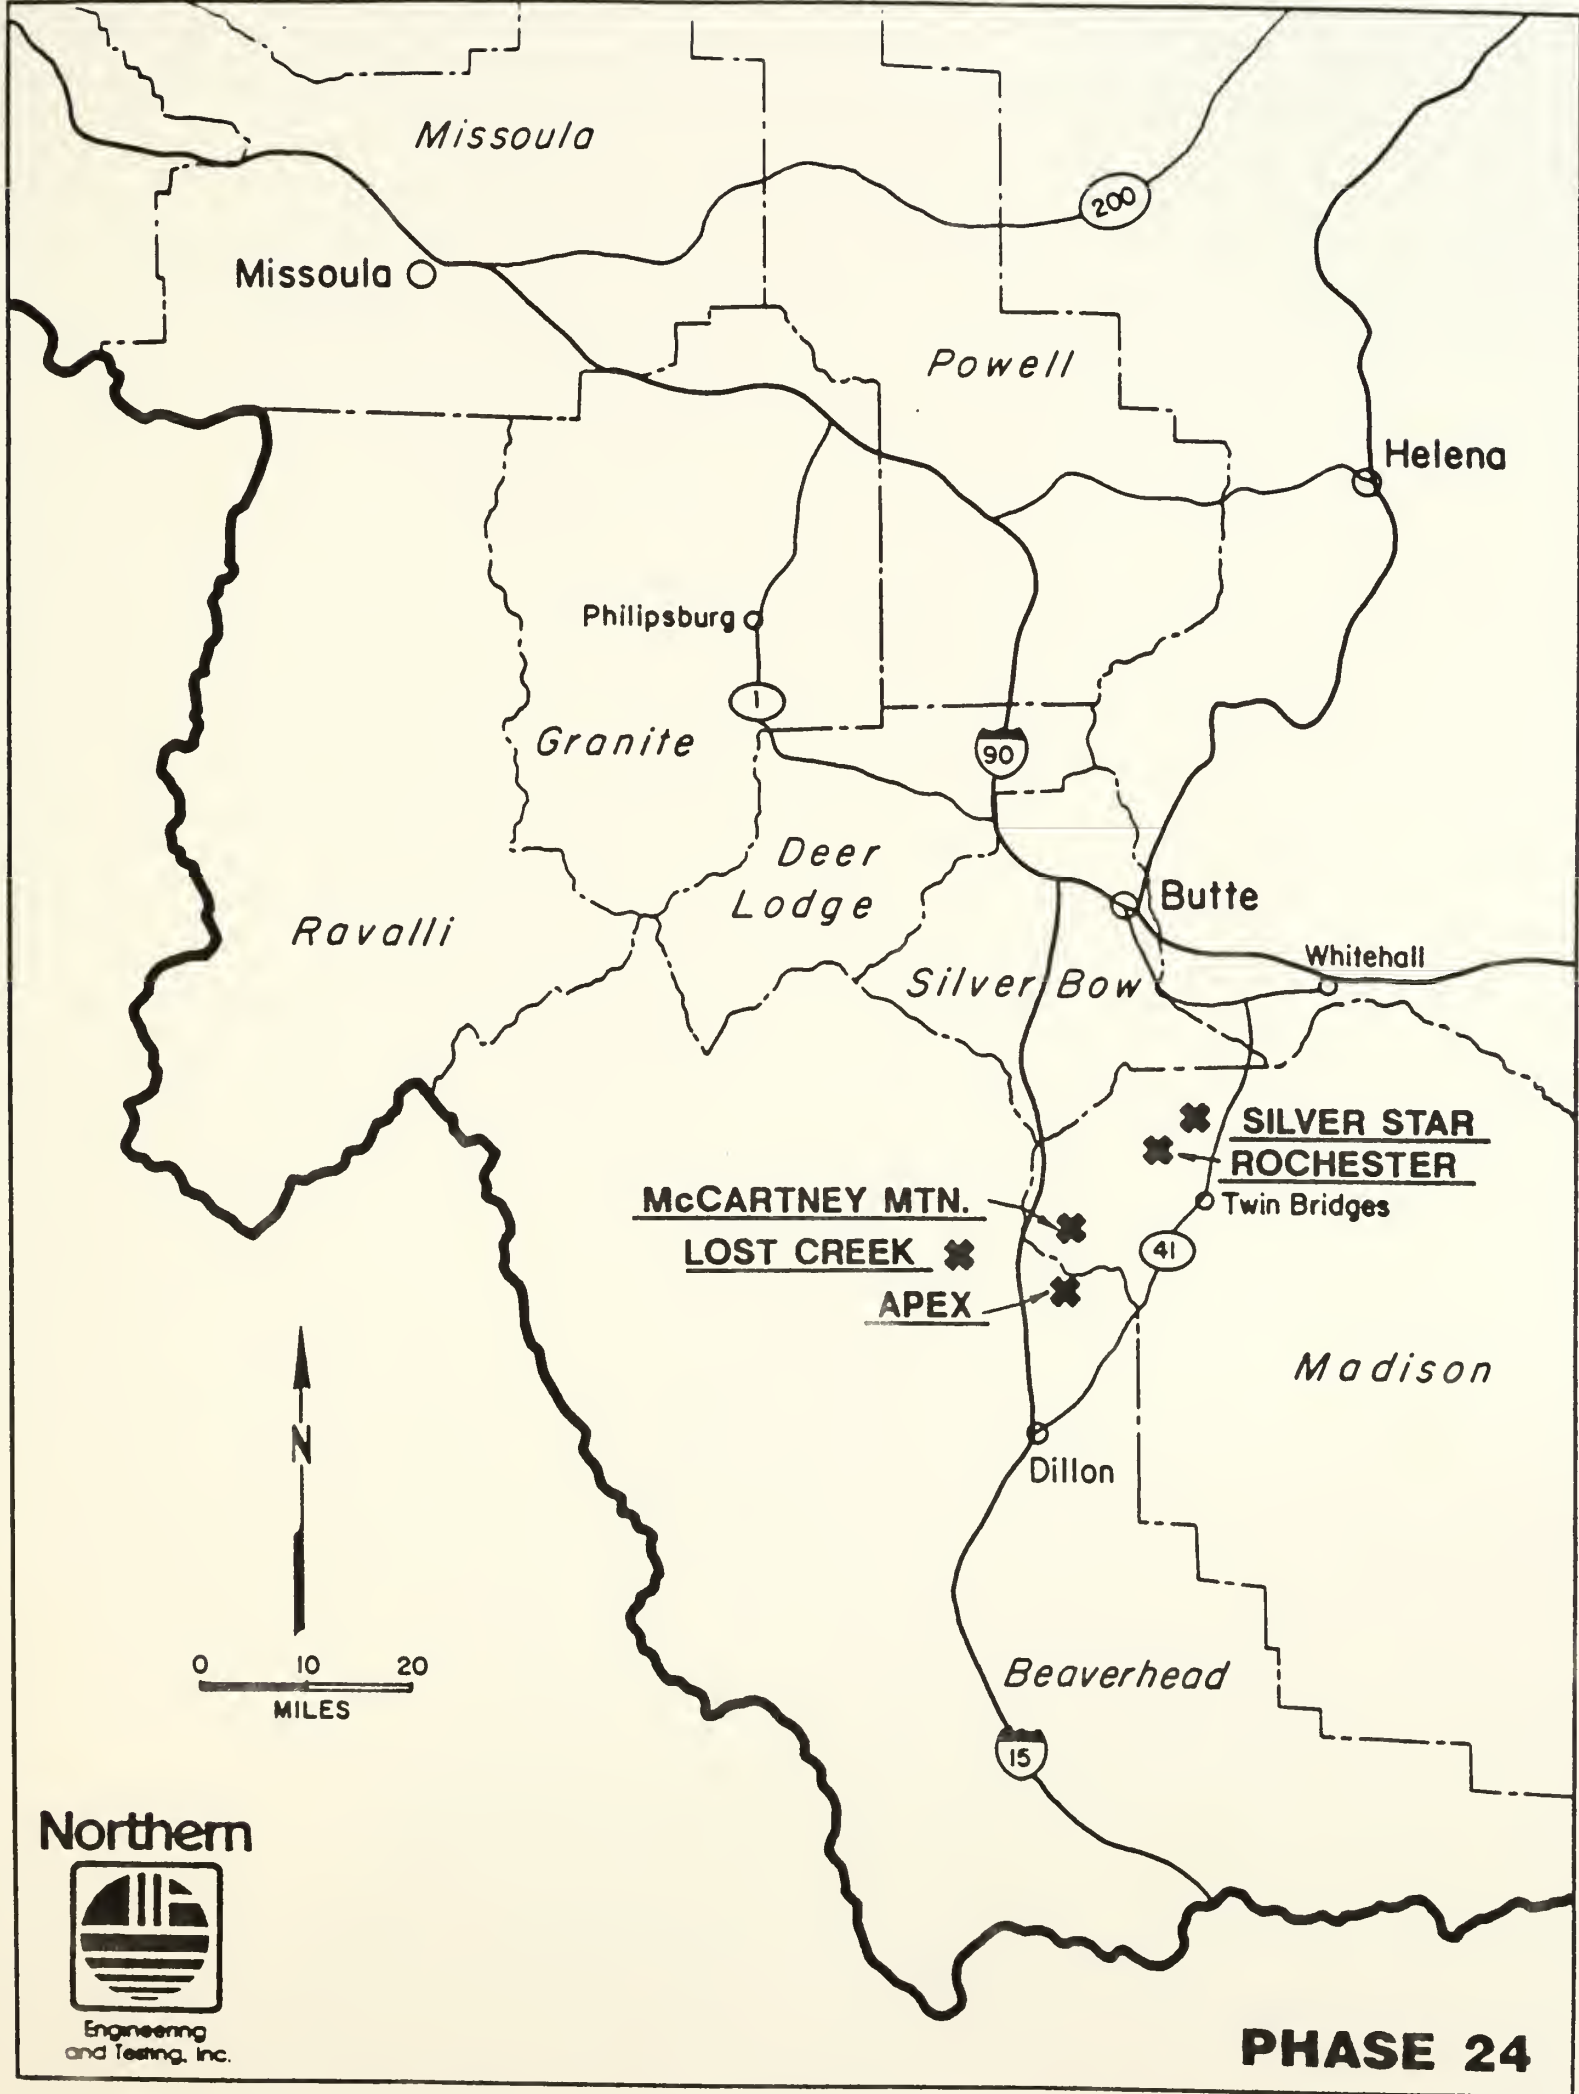 Missoula
200
Missoula
Powell
Helena
Philipsburg
1
Granite
90
Deer
Lodge
Butte
Ravalli
Whitehall
Silver Bow
SILVER STAR
ROCHESTER
McCARTNEY MTN.
Twin Bridges
LOST CREEK
41
APEX
Madison
N
Dillon
0 10 20
MILES
Beaverhead
15
Northern
Engineering
and Testing, Inc.
PHASE 24